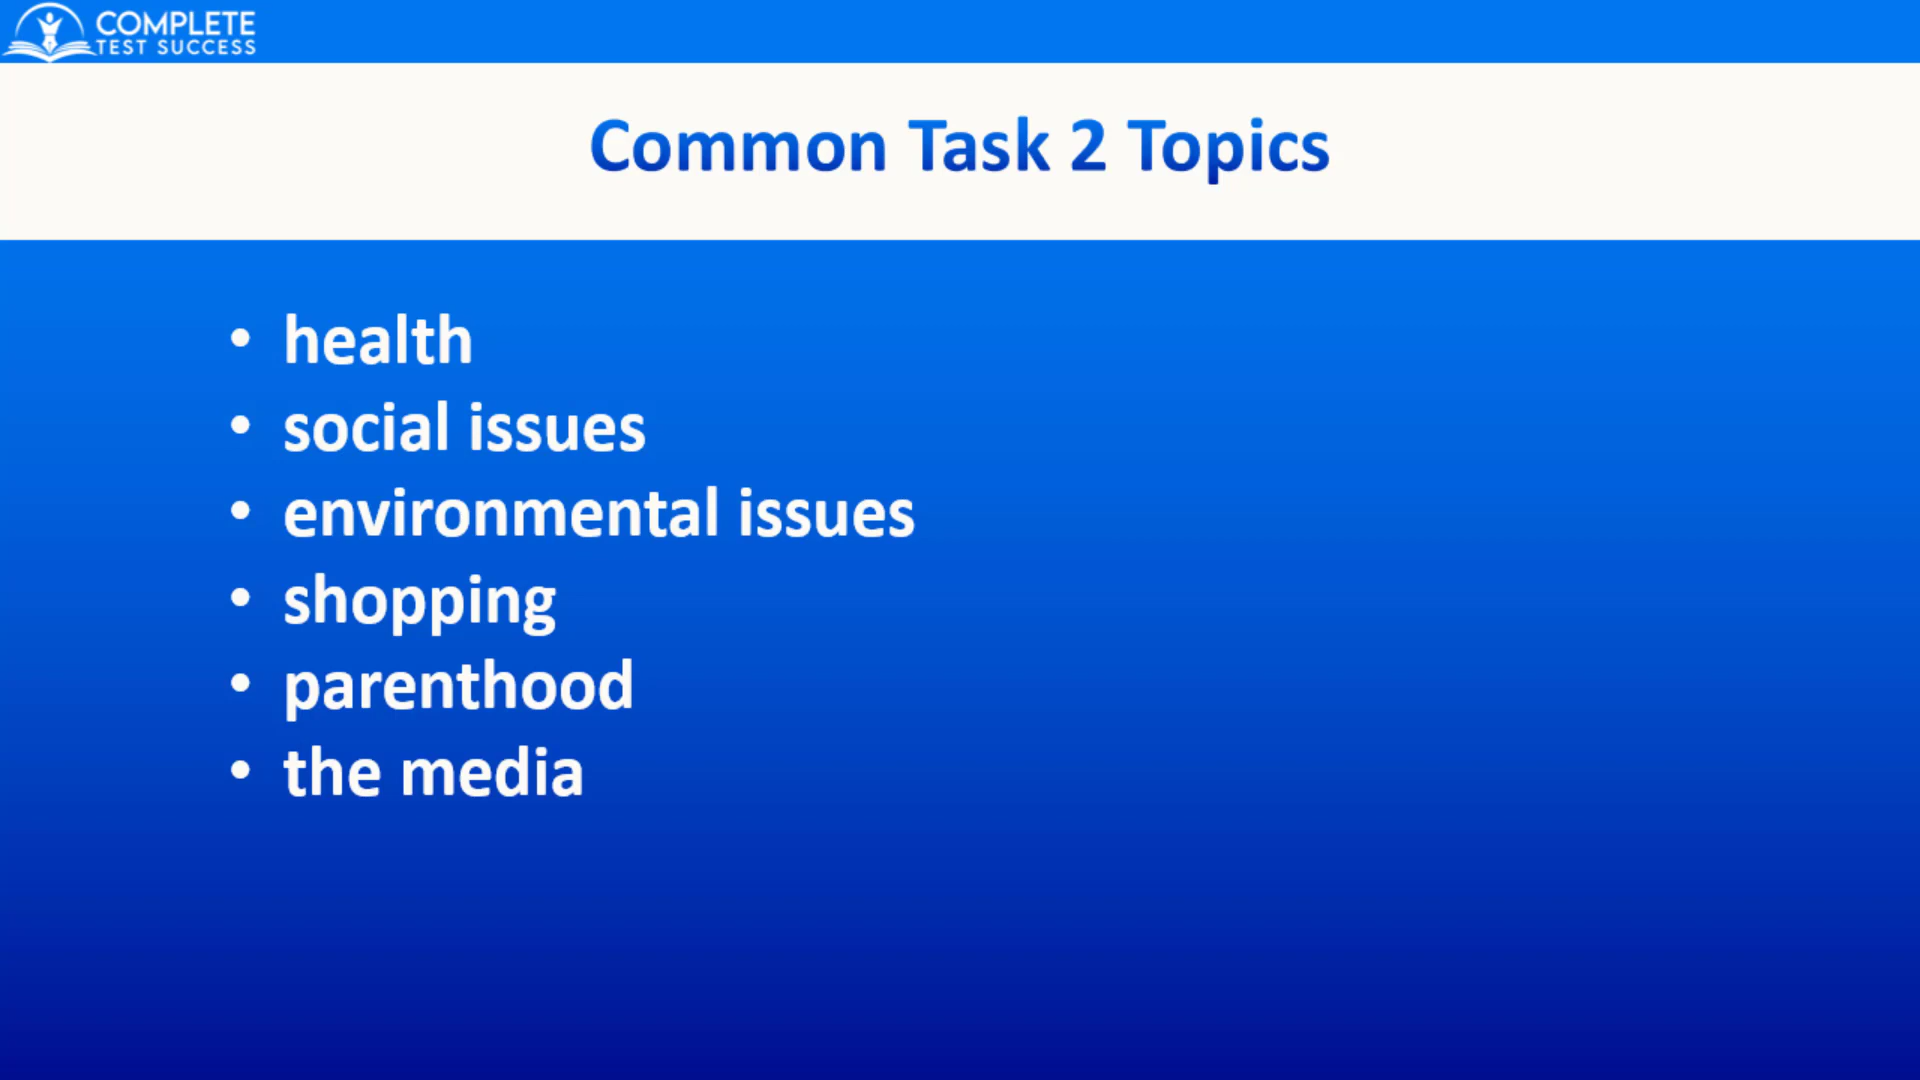 COMPLETE
TEST SUCCESS
Common Task 2 Topics
• health
• social issues
• environmental issues
• shopping
• parenthood
• the media